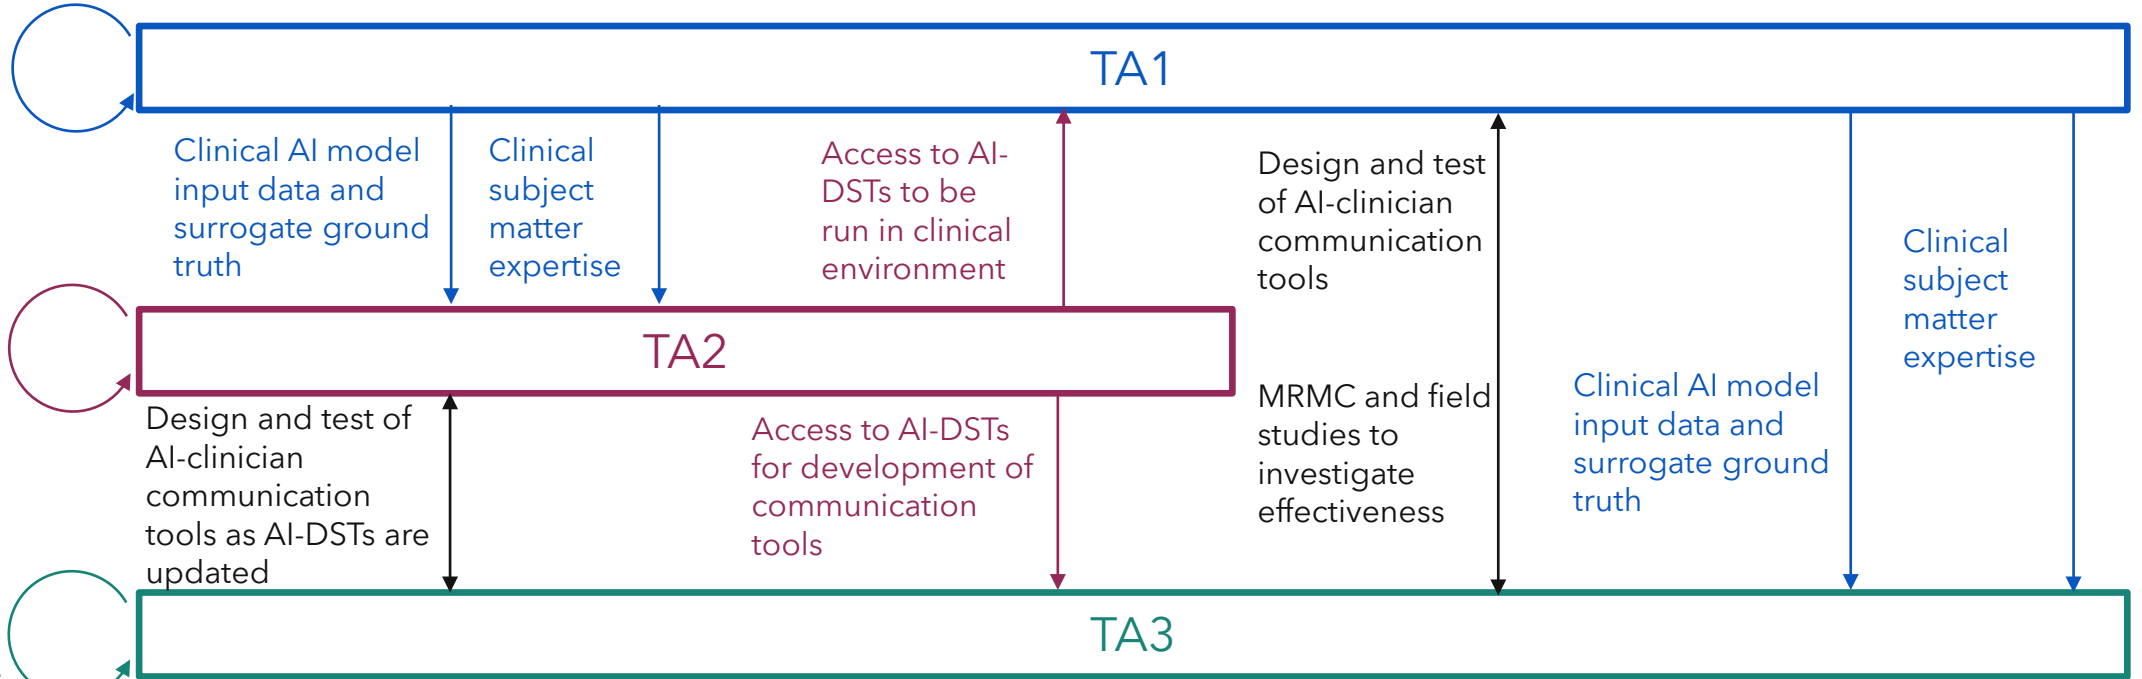 TA1
Clinical AI model
input data and
surrogate ground
truth
Clinical
subject
matter
expertise
Access to AI-
DSTs to be
run in clinical
environment
Design and test
of AI-clinician
communication
tools
Clinical
subject
matter
expertise
TA2
Design and test of
AI-clinician
communication
tools as AI-DSTs are
updated
Access to AI-DSTs
for development of
communication
tools
MRMC and field
studies to
investigate
effectiveness
Clinical AI model
input data and
surrogate ground
truth
TA3